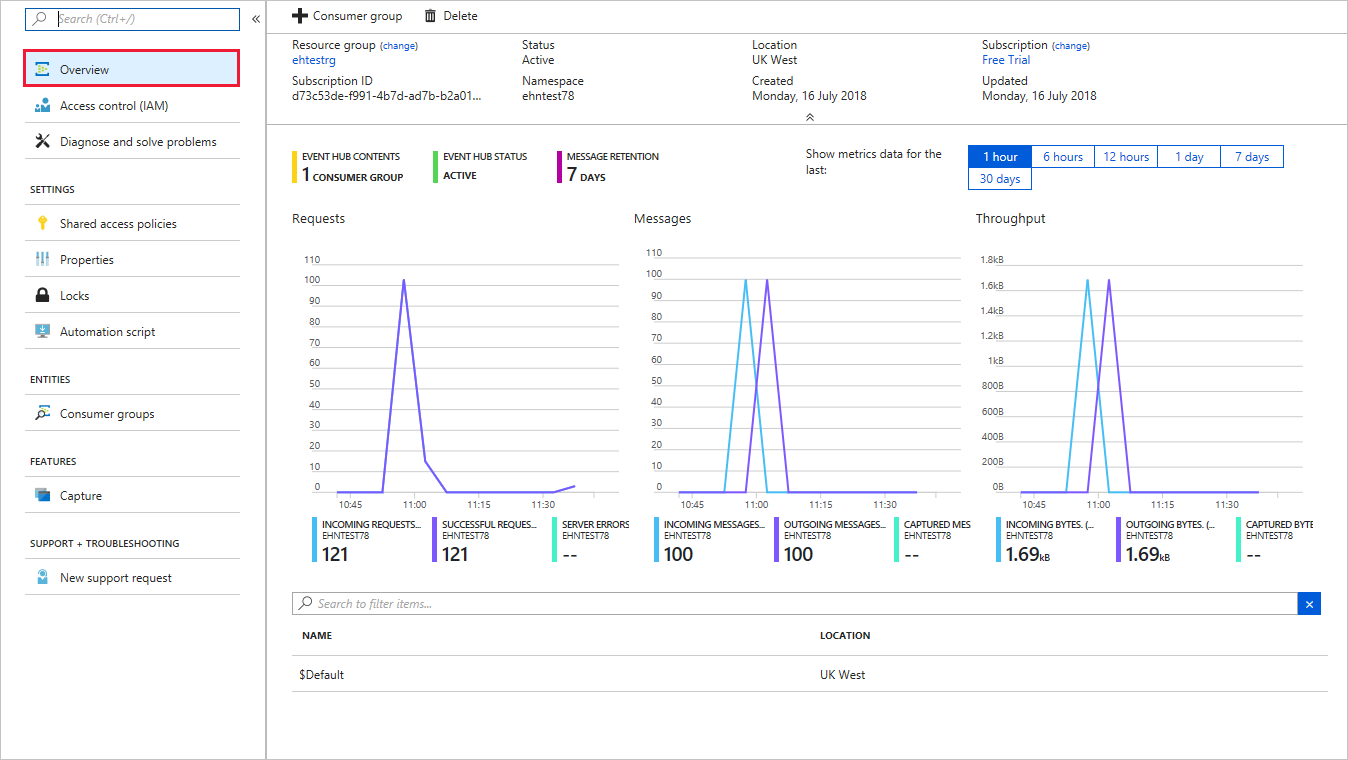 Search (Ctrl+/)
«
Overview
Access control (IAM)
Diagnose and solve problems
SETTINGS
Shared access policies
Properties
Locks
Automation script
ENTITIES
Consumer groups
FEATURES
Capture
SUPPORT + TROUBLESHOOTING
New support request
Consumer group Delete
Resource group (change)
ehtestrg
Subscription ID
d73c53de-f991-4b7d-ad7b-b2a01...
Status
Active
Namespace
ehntest78
Location
UK West
Created
Monday, 16 July 2018
Subscription (change)
Free Trial
Updated
Monday, 16 July 2018
EVENT HUB CONTENTS
1 CONSUMER GROUP
EVENT HUB STATUS
ACTIVE
MESSAGE RETENTION
7 DAYS
Show metrics data for the
last:
1 hour 6 hours 12 hours 1 day 7 days
30 days
Requests
110
100
90
80
70
60
50
40
30
20
10
0
10:45 11:00 11:15 11:30
INCOMING REQUESTS...
EHNTEST78
121
SUCCESSFUL REQUES...
EHNTEST78
121
SERVER ERRORS
EHNTEST78
--
Messages
110
100
90
80
70
60
50
40
30
20
10
0
10:45 11:00 11:15 11:30
INCOMING MESSAGES...
EHNTEST78
100
OUTGOING MESSAGES...
EHNTEST78
100
CAPTURED MES
EHNTEST78
--
Throughput
1.8kB
1.6kB
1.4kB
1.2kB
1kB
800B
600B
400B
200B
0B
10:45 11:00 11:15 11:30
INCOMING BYTES. (...
EHNTEST78
1.69kB
OUTGOING BYTES. (...
EHNTEST78
1.69kB
CAPTURED BYTE
EHNTEST78
--
Search to filter items...
NAME LOCATION
$Default UK West